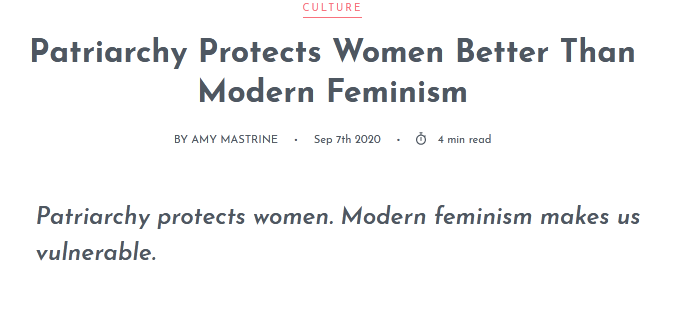 CULTURE
Patriarchy Protects Women Better Than
Modern Feminism
BY AMY MASTRINE • Sep 7th 2020 • 4 min read
Patriarchy protects women. Modern feminism makes us
vulnerable.